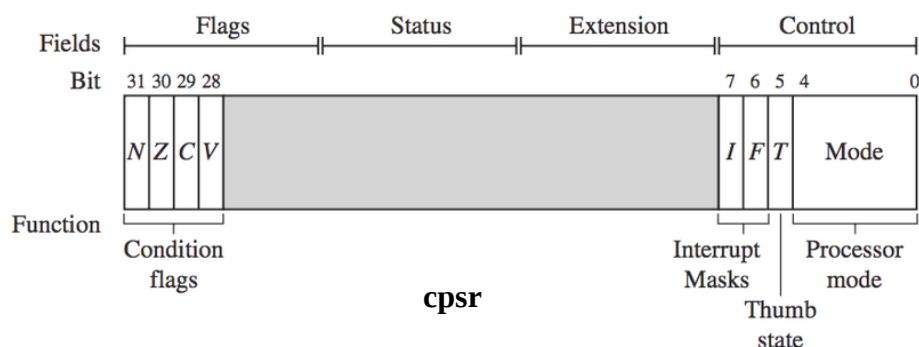 Fields Flags Status Extension Control
Bit 31 30 29 28 7 6 5 4 0
N Z C V I F T Mode
Function
Condition flags
Interrupt Masks
Thumb state
Processor mode
cpsr